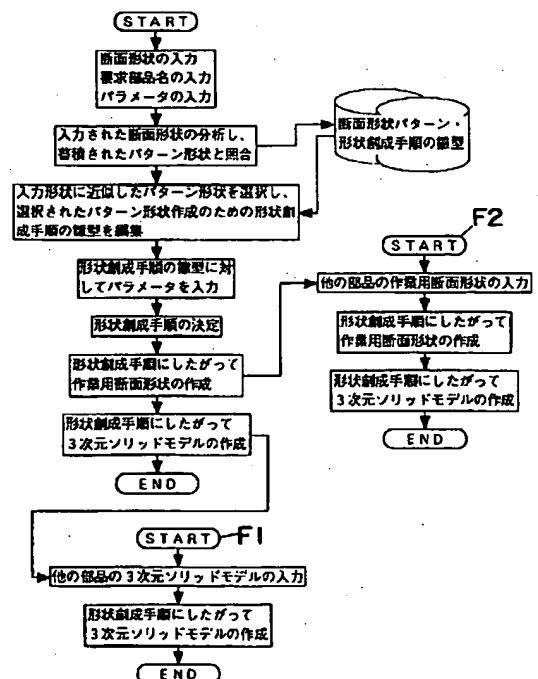 START
断面形状の入力
要求部品名の入力
パラメータの入力
入力された断面形状の分析し、
蓄積されたパターン形状と照合
断面形状パターン・
形状創成手順の雛型
入力形状に近似したパターン形状を選択し、
選択されたパターン形状作成のための形状創
成手順の雛型を編集
形状創成手順の雛型に対
してパラメータを入力
形状創成手順の決定
形状創成手順にしたがって
作業用断面形状の作成
形状創成手順にしたがって
3次元ソリッドモデルの作成
END
F2
START
他の部品の作業用断面形状の入力
形状創成手順にしたがって
作業用断面形状の作成
形状創成手順にしたがって
3次元ソリッドモデルの作成
END
START
F1
他の部品の3次元ソリッドモデルの入力
形状創成手順にしたがって
3次元ソリッドモデルの作成
END